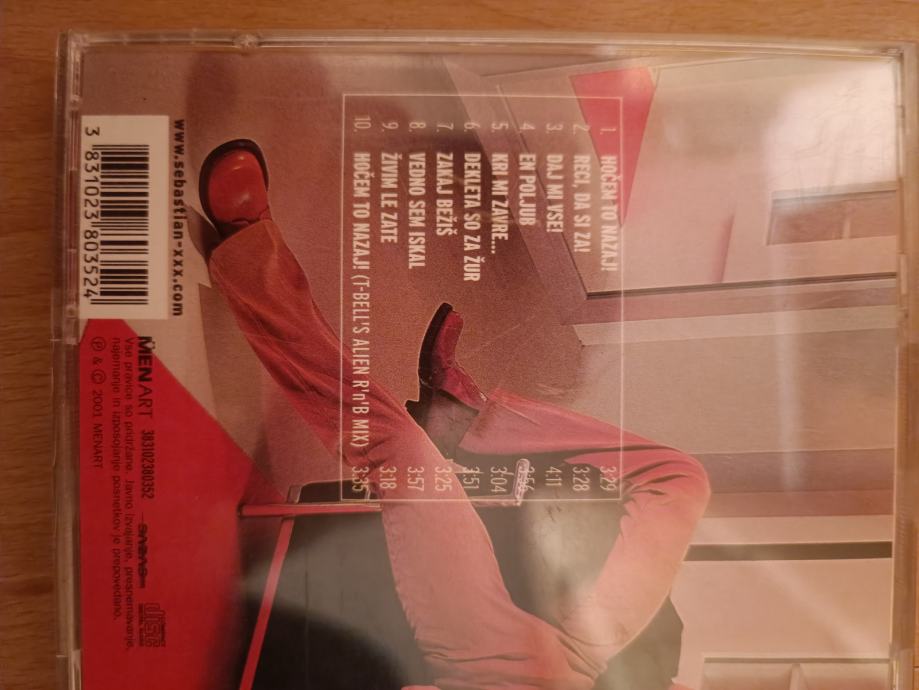 1. HOČEM TO NAZAJ! 3:29
2. RECI, DA SI ZA! 3:28
3. DAJ MI VSE! 4:11
4. EN POLJUB 3:56
5. KRI MI ZAVRE... 3:04
6. DEKLETA SO ZA ŽUR 3:51
7. ZAKAJ BEŽIŠ 3:25
8. VEDNO SEM ISKAL 3:57
9. ŽIVIM LE ZATE 3:18
10. HOČEM TO NAZAJ! (T-BELL'S ALIEN R'n'B MIX) 3:35
www.sebastian-xxx.com
3 831023 803524
MENART 383102380352 SAZAS
Vse pravice so pridržane. Javno izvajanje, presnemavanje,
najemanje in izposojanje posnetkov je prepovedano.
Ⓟ & © 2001 MENART